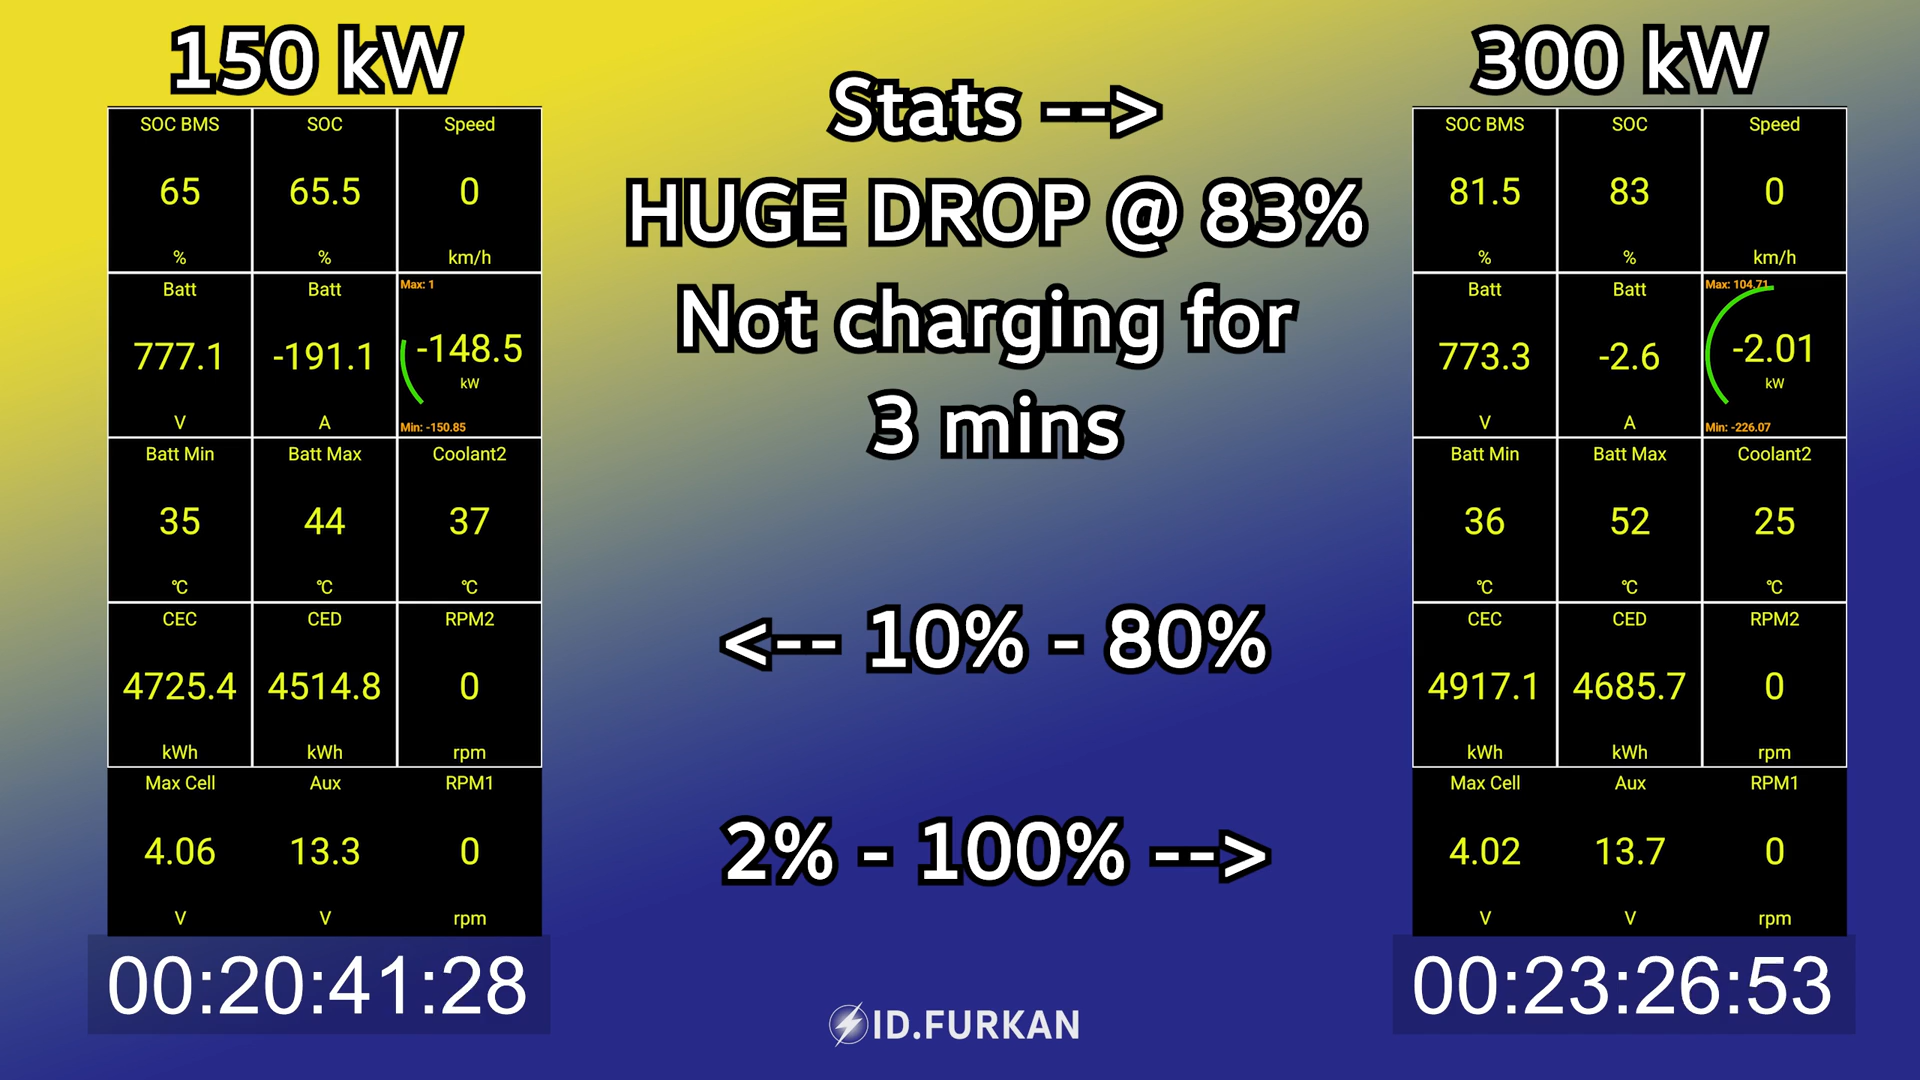 150 kW
SOC BMS SOC Speed
65 65.5 0
% % km/h
Batt Batt Max: 1
777.1 -191.1 -148.5
kW
V A Min: -150.85
Batt Min Batt Max Coolant2
35 44 37
℃ ℃ ℃
CEC CED RPM2
4725.4 4514.8 0
kWh kWh rpm
Max Cell Aux RPM1
4.06 13.3 0
V V rpm
00:20:41:28
Stats -->
HUGE DROP @ 83%
Not charging for
3 mins
<-- 10% - 80%
2% - 100% -->
ID.FURKAN
300 kW
SOC BMS SOC Speed
81.5 83 0
% % km/h
Batt Batt Max: 104.71
773.3 -2.6 -2.01
kW
V A Min: -226.07
Batt Min Batt Max Coolant2
36 52 25
℃ ℃ ℃
CEC CED RPM2
4917.1 4685.7 0
kWh kWh rpm
Max Cell Aux RPM1
4.02 13.7 0
V V rpm
00:23:26:53